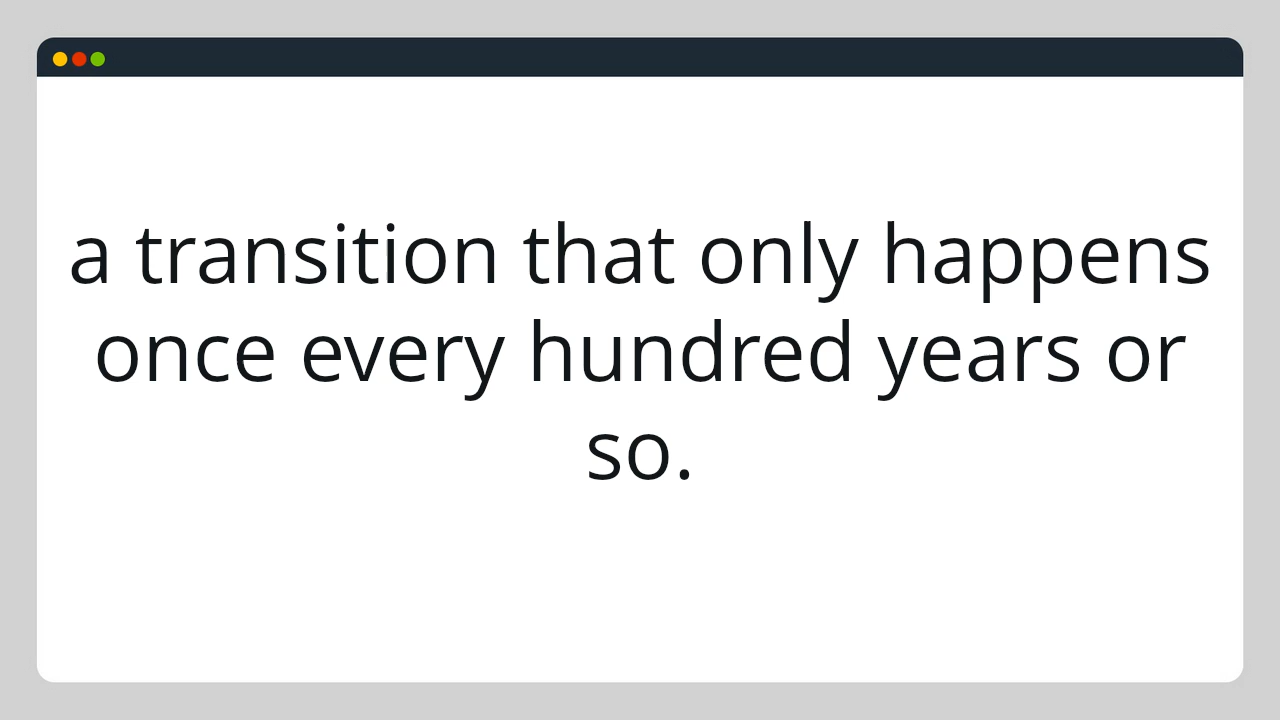 a transition that only happens
once every hundred years or
so.